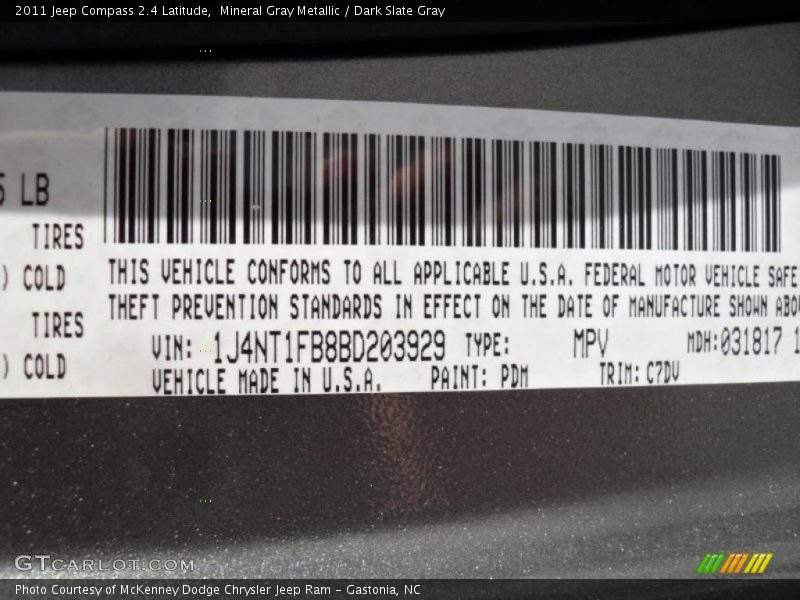 2011 Jeep Compass 2.4 Latitude,  Mineral Gray Metallic / Dark Slate Gray
LB
TIRES
) COLD
TIRES
) COLD
THIS VEHICLE CONFORMS TO ALL APPLICABLE U.S.A. FEDERAL MOTOR VEHICLE SAFE
THEFT PREVENTION STANDARDS IN EFFECT ON THE DATE OF MANUFACTURE SHOWN ABO
VIN: 1J4NT1FB8BD203929 TYPE: MPV MDH:031817 1
VEHICLE MADE IN U.S.A. PAINT: PDM TRIM: C7DV
GTCARLOT.COM
Photo Courtesy of McKenney Dodge Chrysler Jeep Ram - Gastonia, NC